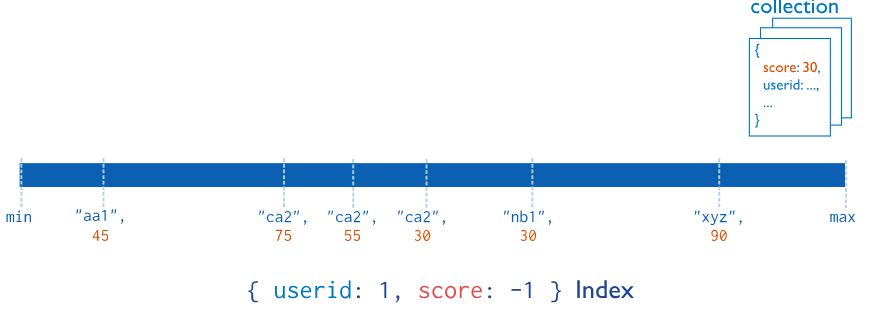 collection
{
score: 30,
userid: ...,
...
}
min "aa1", "ca2", "ca2", "ca2", "nb1", "xyz", max
45 75 55 30 30 90
{ userid: 1, score: -1 } Index